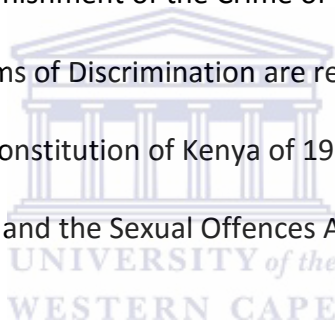 nishment of the Crime of
ms of Discrimination are re
onstitution of Kenya of 19
and the Sexual Offences A
UNIVERSITY of the
WESTERN CAPE